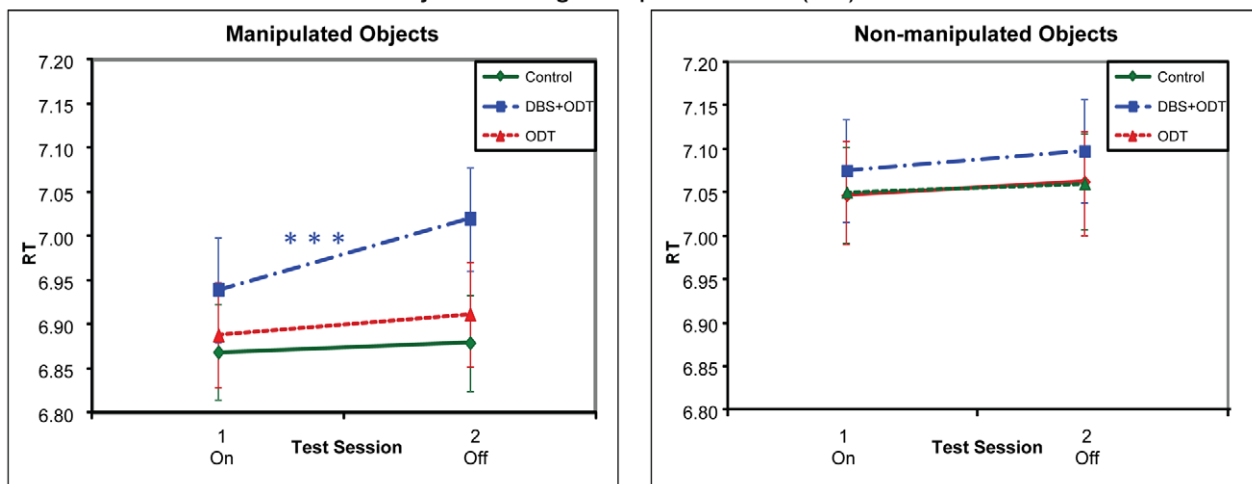 Manipulated Objects
7.20
7.15
7.10
7.05
7.00
6.95
6.90
6.85
6.80
RT
Control
DBS+ODT
ODT
* * *
1
On
Test Session
2
Off
Non-manipulated Objects
7.20
7.15
7.10
7.05
7.00
6.95
6.90
6.85
6.80
RT
Control
DBS+ODT
ODT
1
On
Test Session
2
Off